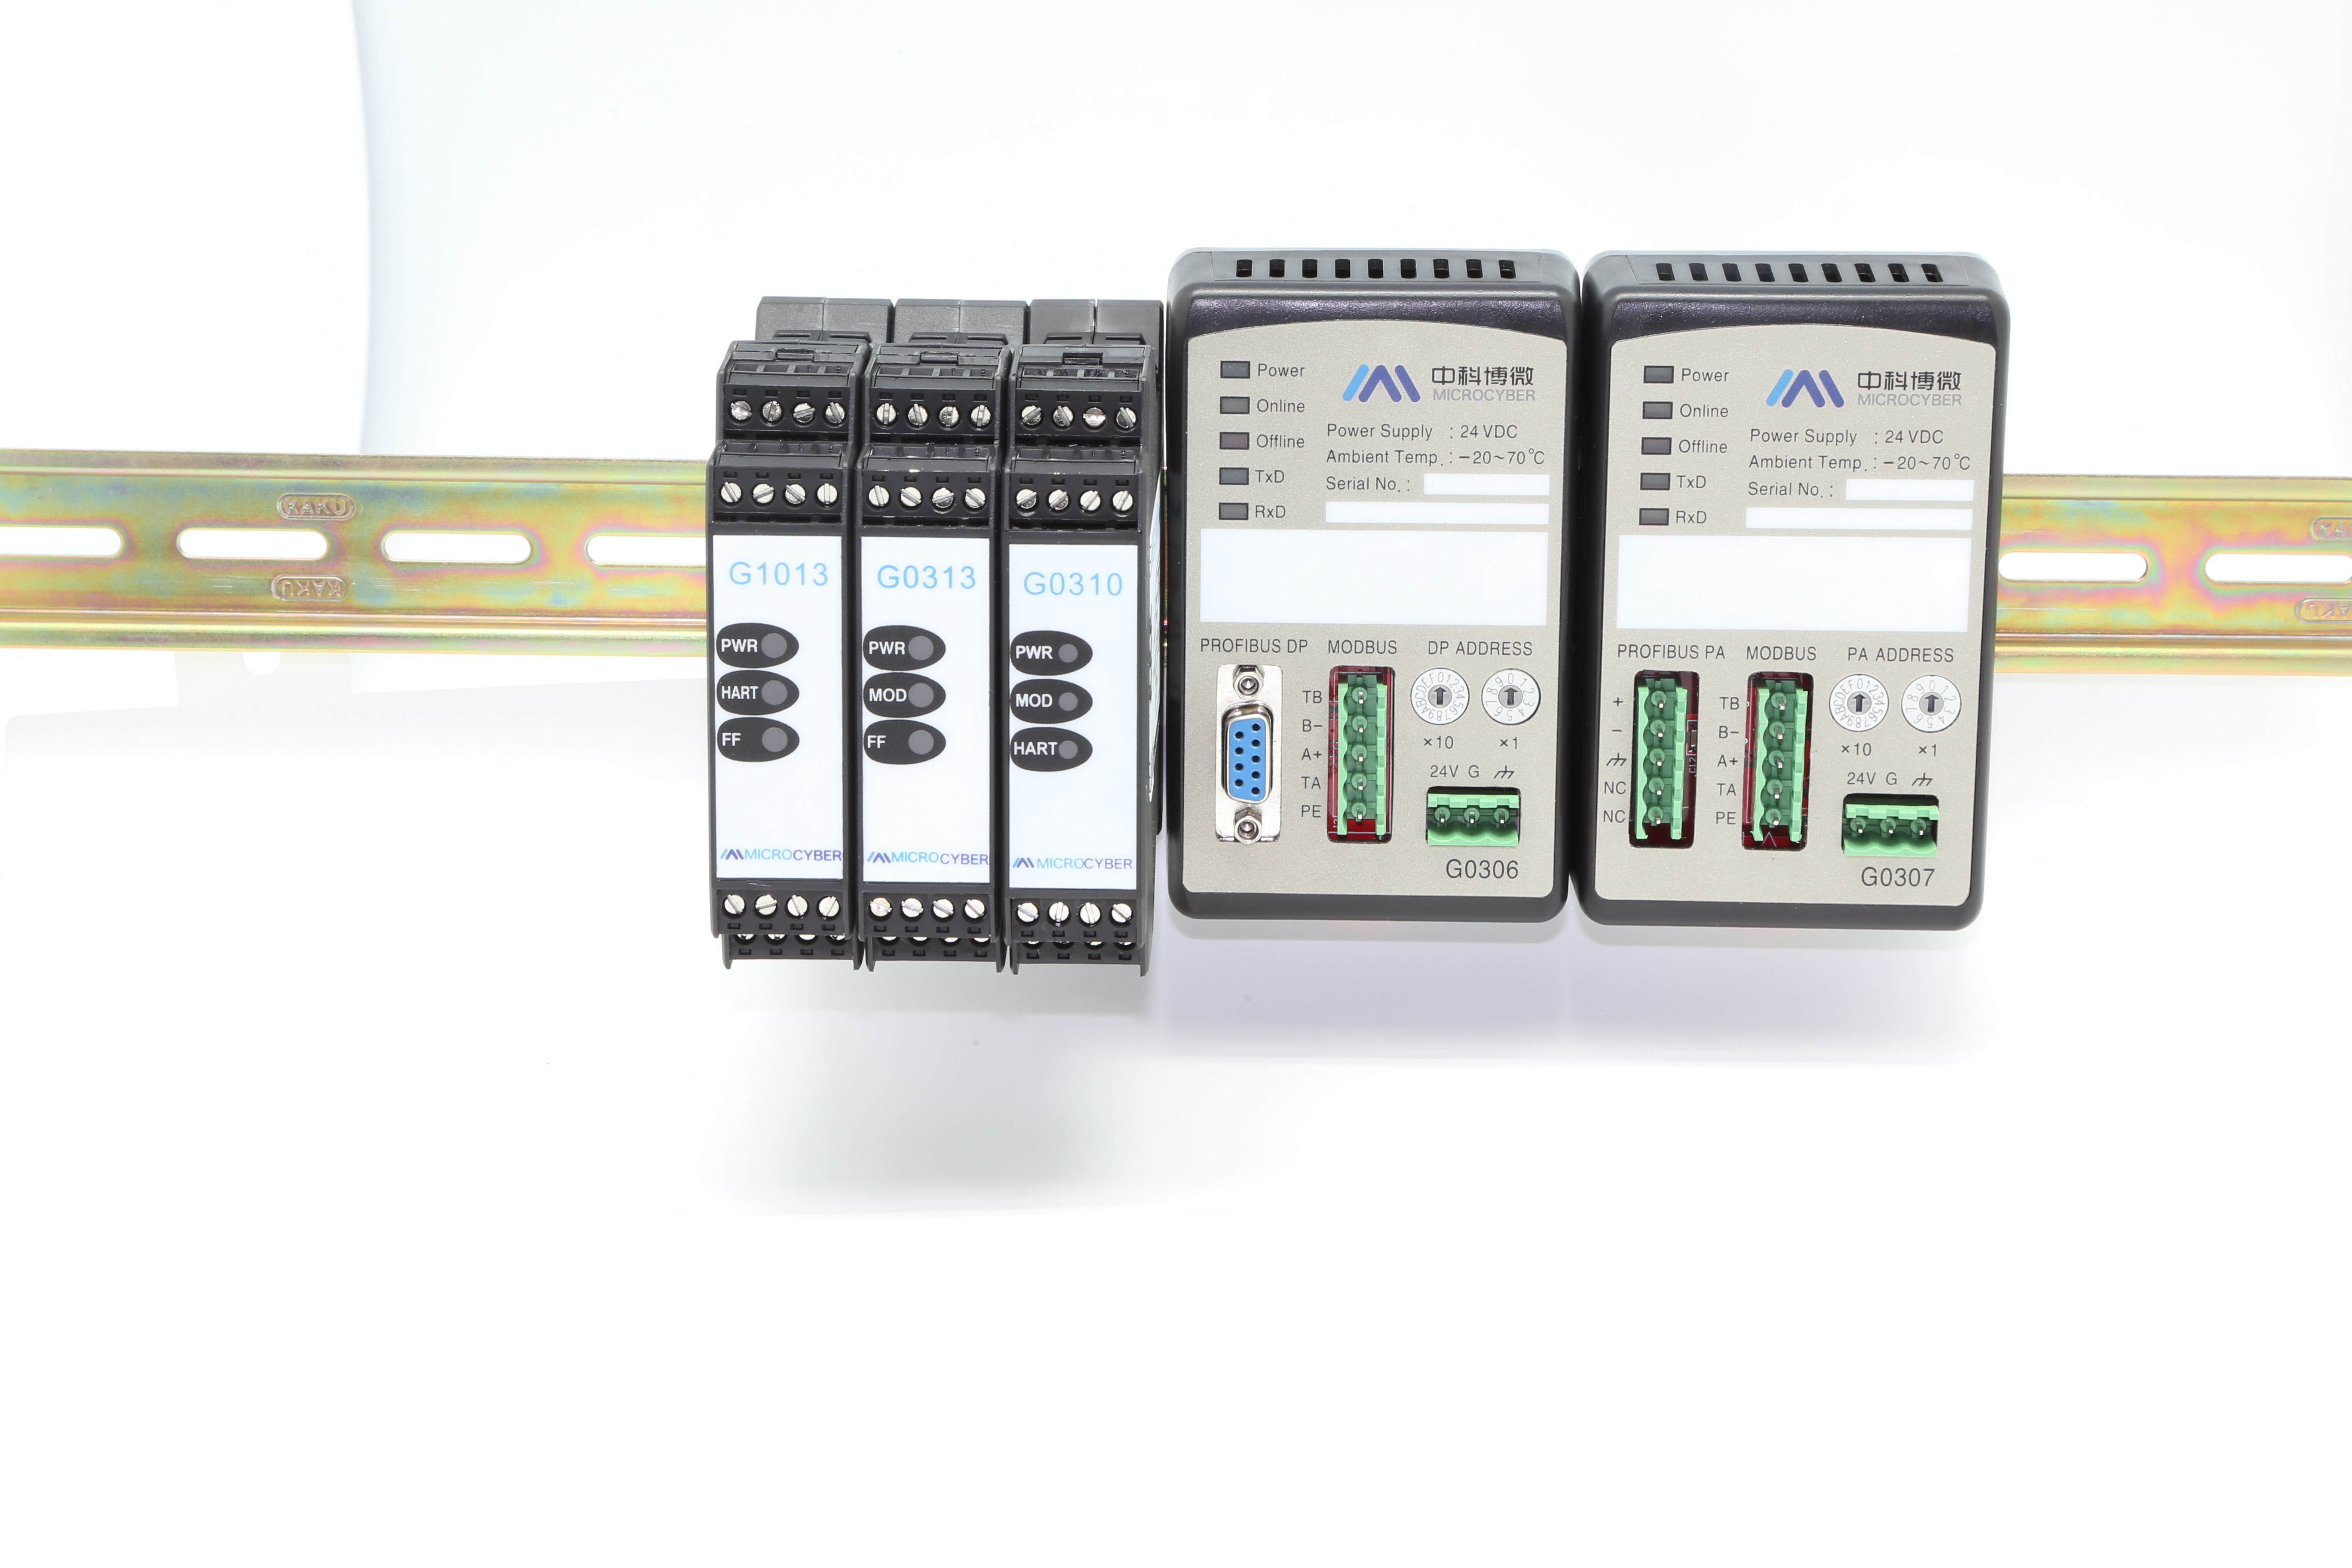 KAKU
KAKU
G1013
PWR
HART
FF
MICROCYBER
G0313
PWR
MOD
FF
MICROCYBER
G0310
PWR
MOD
HART
MICROCYBER
Power
Online
Offline
TxD
RxD
中科博微
MICROCYBER
Power Supply : 24 VDC
Ambient Temp. : −20~70℃
Serial No. :
PROFIBUS DP
MODBUS
DP ADDRESS
TB
B−
A+
TA
PE
×10
×1
24V G
G0306
Power
Online
Offline
TxD
RxD
中科博微
MICROCYBER
Power Supply : 24 VDC
Ambient Temp. : −20~70℃
Serial No. :
PROFIBUS PA
MODBUS
PA ADDRESS
+
−
NC
NC
TB
B−
A+
TA
PE
×10
×1
24V G
G0307